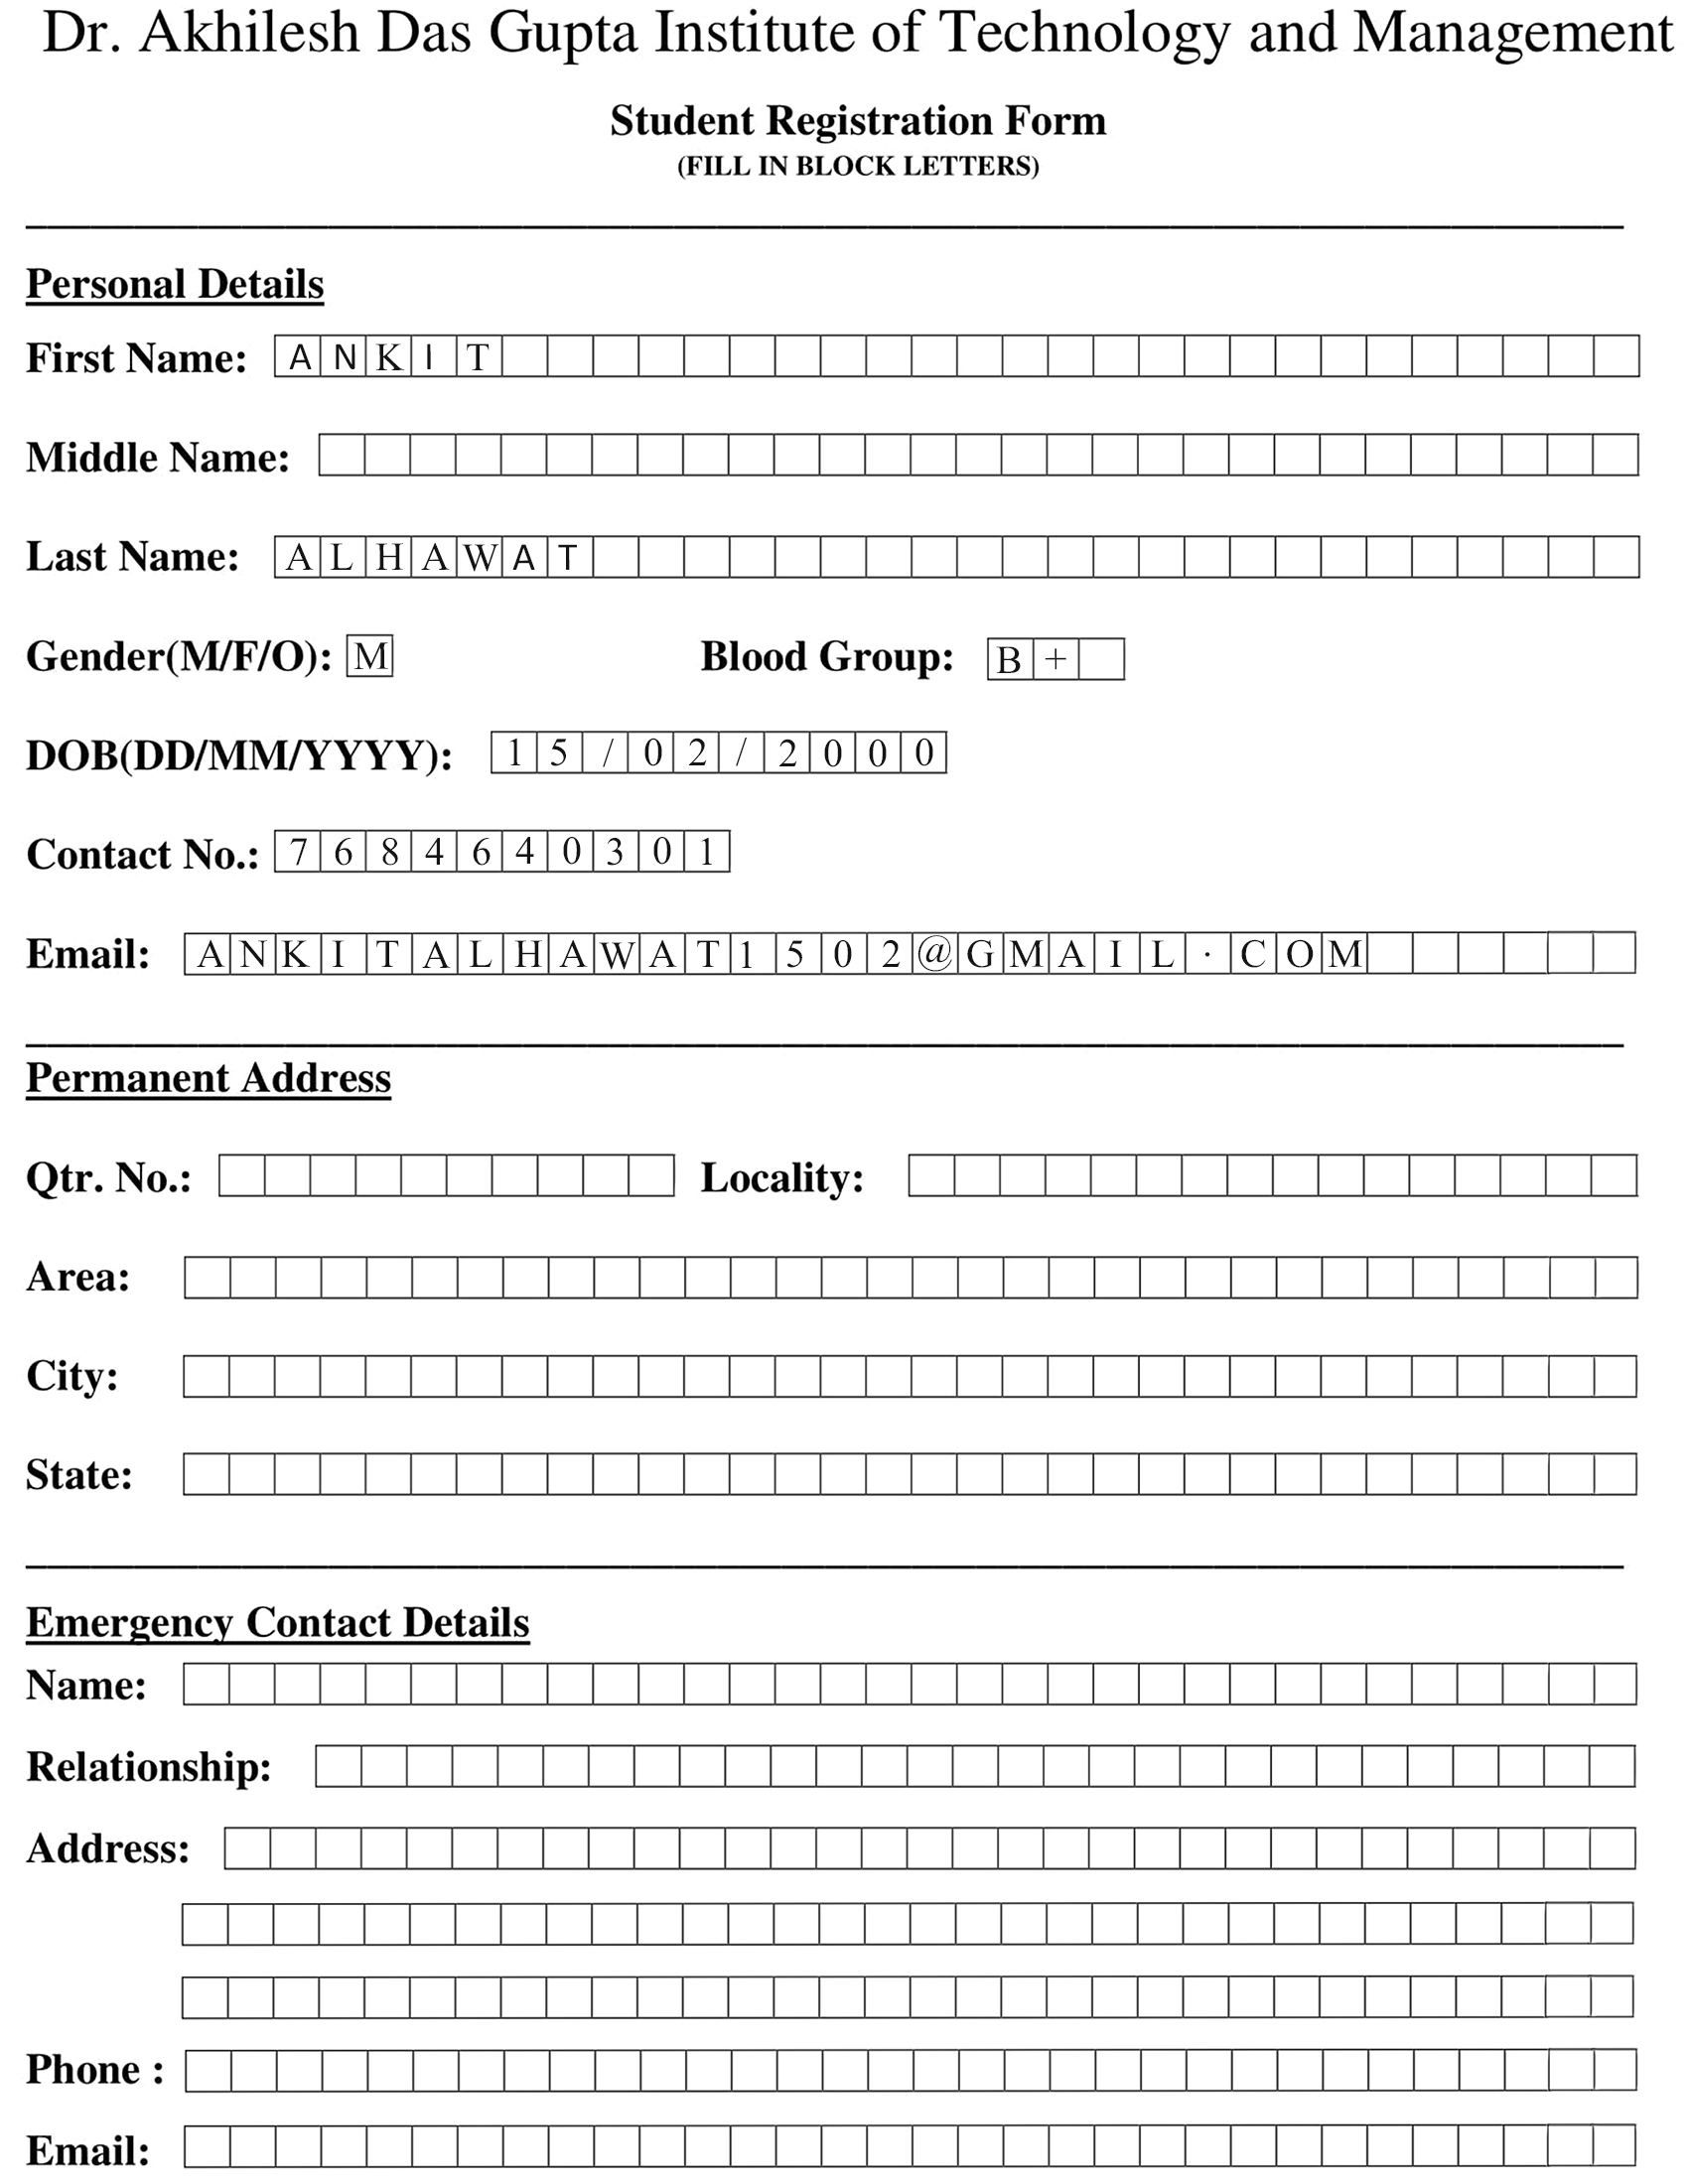 Dr. Akhilesh Das Gupta Institute of Technology and Management
Student Registration Form
(FILL IN BLOCK LETTERS)
Personal Details
First Name: ANKIT
Middle Name:
Last Name: ALHAWAT
Gender(M/F/O): M Blood Group: B+
DOB(DD/MM/YYYY): 15/02/2000
Contact No.: 7684640301
Email: ANKITALHAWAT1502@GMAIL.COM
Permanent Address
Qtr. No.: Locality:
Area:
City:
State:
Emergency Contact Details
Name:
Relationship:
Address:
Phone :
Email: